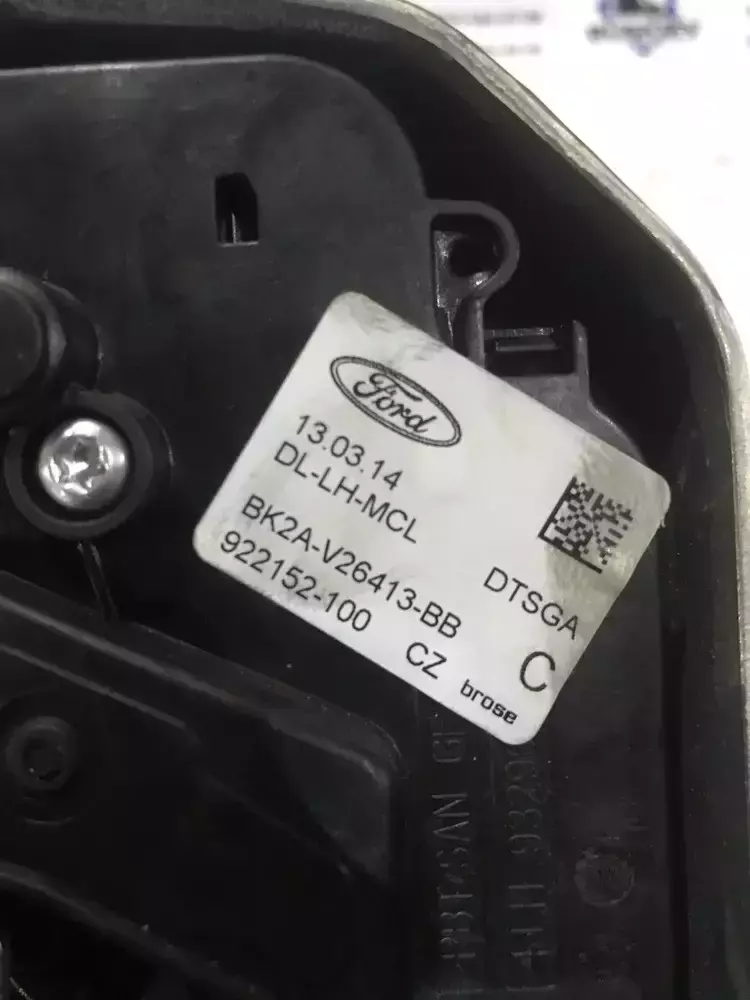 Ford
13.03.14
DL-LH-MCL
BK2A-V26413-BB
922152-100
DTSGA
CZ
C
brose